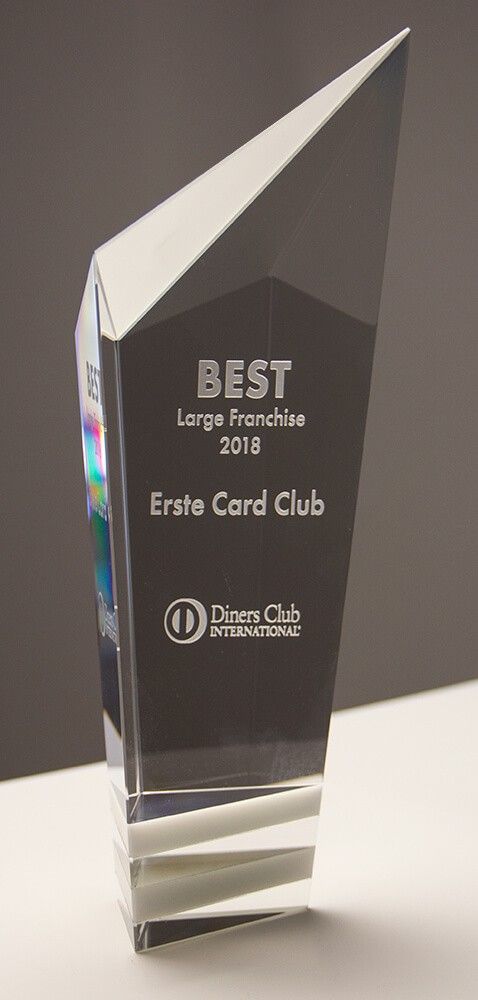 BEST
Large Franchise
2018
Erste Card Club
Diners Club
INTERNATIONAL®